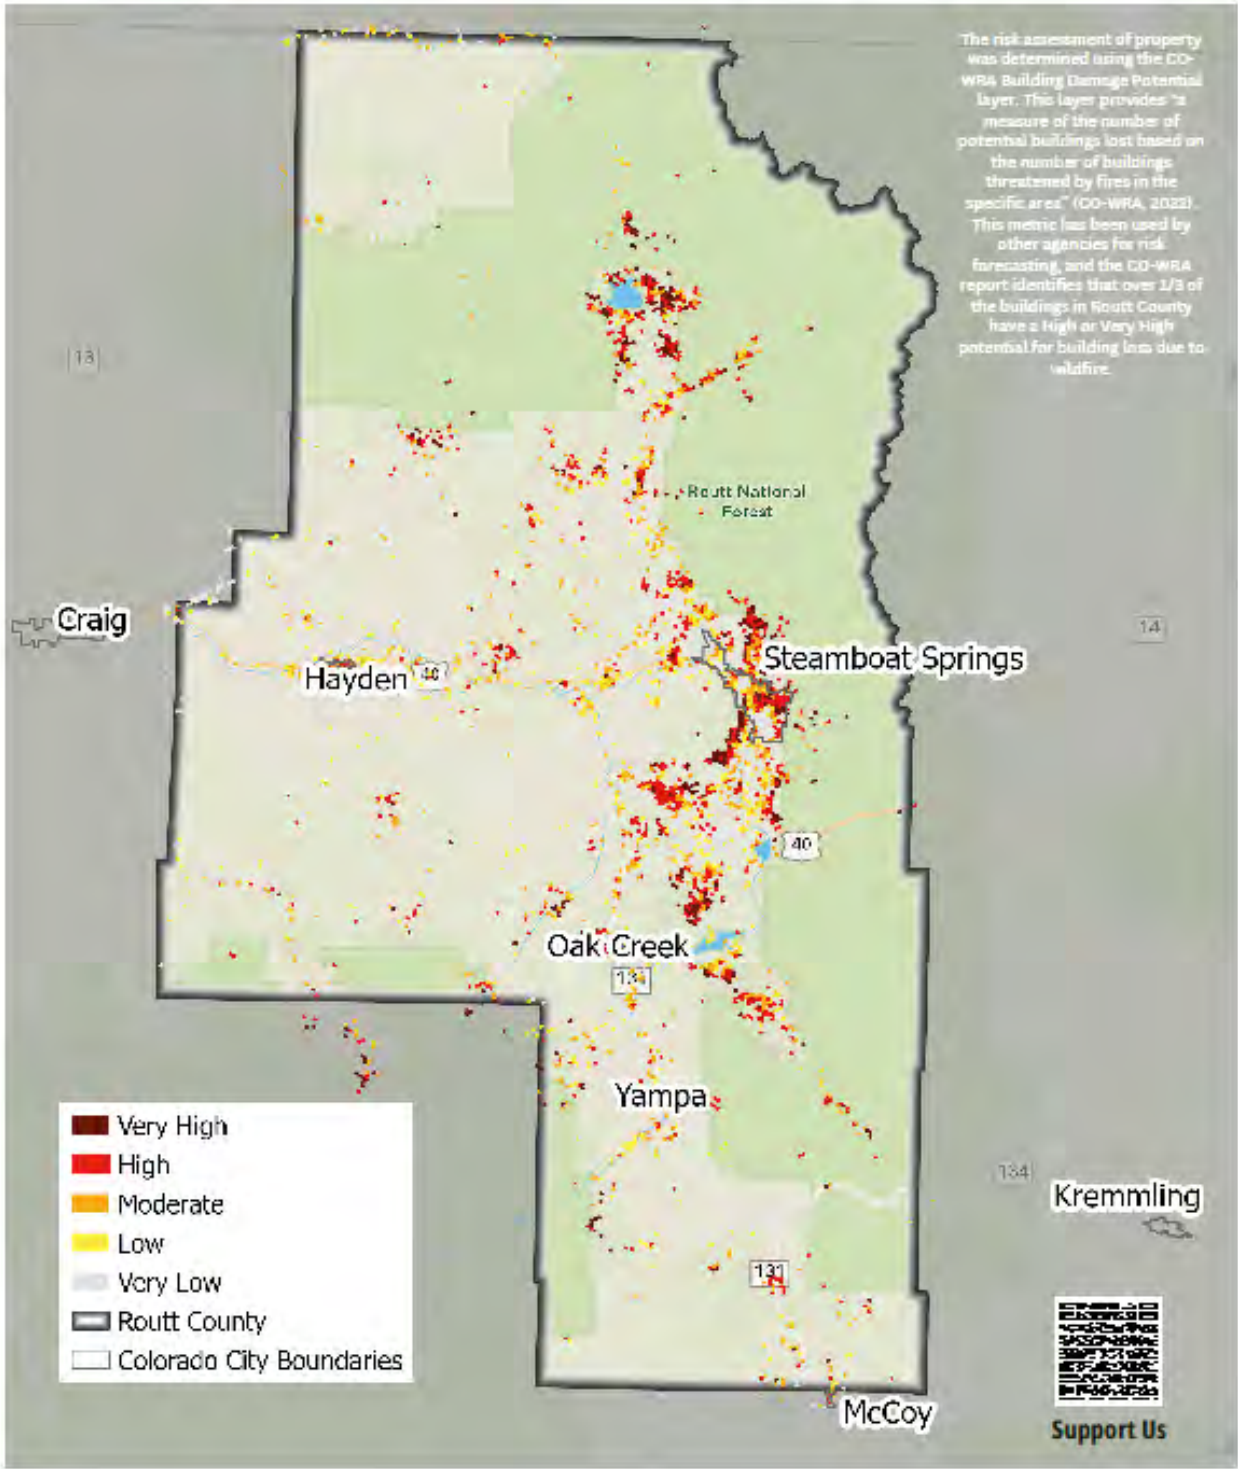 The risk assessment of property
was determined using the CO-
WRA Building Damage Potential
layer. This layer provides "a
measure of the number of
potential buildings lost based on
the number of buildings
threatened by fires in the
specific area" (CO-WRA, 2022).
This metric has been used by
other agencies for risk
forecasting, and the CO-WRA
report identifies that over 1/3 of
the buildings in Routt County
have a High or Very High
potential for building loss due to
wildfire.
13
Routt National
Forest
Craig
14
Steamboat Springs
Hayden
40
40
Oak Creek
131
Yampa
134
Kremmling
131
McCoy
Very High
High
Moderate
Low
Very Low
Routt County
Colorado City Boundaries
Support Us